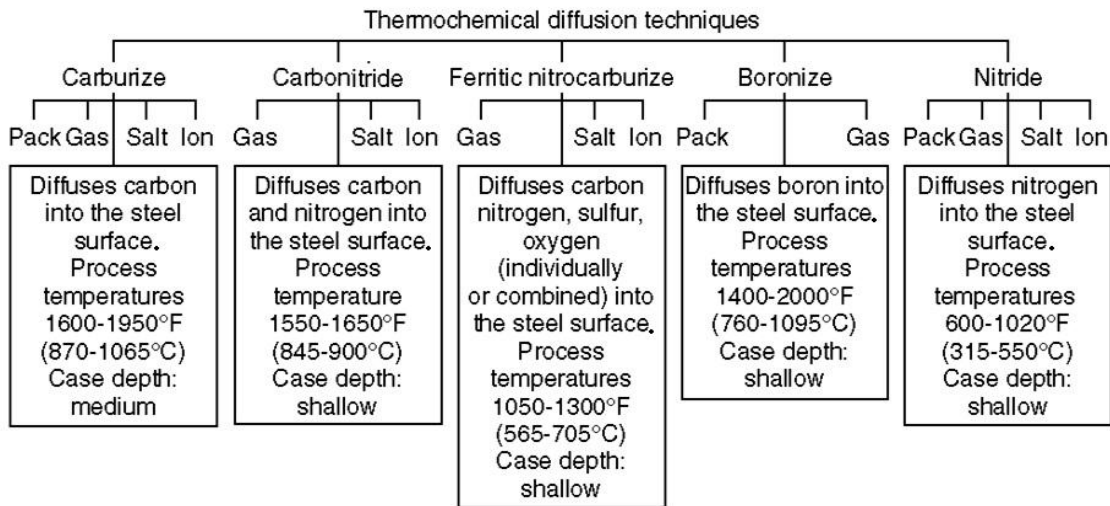 Thermochemical diffusion techniques
Carburize
Carbonitride
Ferritic nitrocarburize
Boronize
Nitride
Pack Gas Salt Ion
Gas Salt Ion
Gas Salt Ion
Pack Gas
Pack Gas Salt Ion
Diffuses carbon
into the steel
surface.
Process
temperatures
1600-1950°F
(870-1065°C)
Case depth:
medium
Diffuses carbon
and nitrogen into
the steel surface.
Process
temperature
1550-1650°F
(845-900°C)
Case depth:
shallow
Diffuses carbon
nitrogen, sulfur,
oxygen
(individually
or combined) into
the steel surface.
Process
temperatures
1050-1300°F
(565-705°C)
Case depth:
shallow
Diffuses boron into
the steel surface.
Process
temperatures
1400-2000°F
(760-1095°C)
Case depth:
shallow
Diffuses nitrogen
into the steel
surface.
Process
temperatures
600-1020°F
(315-550°C)
Case depth:
shallow